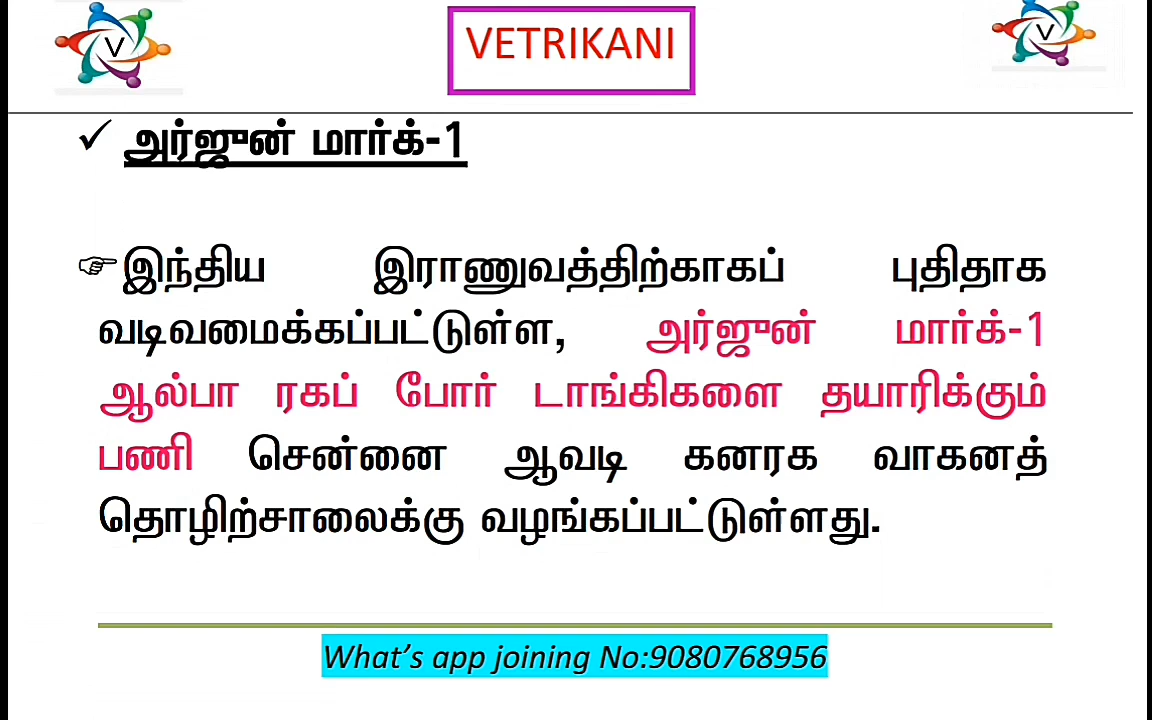 V
VETRIKANI
V
✓ அர்ஜுன் மார்க்-1
☞இந்திய இராணுவத்திற்காகப் புதிதாக
வடிவமைக்கப்பட்டுள்ள, அர்ஜுன் மார்க்-1
ஆல்பா ரகப் போர் டாங்கிகளை தயாரிக்கும்
பணி சென்னை ஆவடி கனரக வாகனத்
தொழிற்சாலைக்கு வழங்கப்பட்டுள்ளது.
What's app joining No:9080768956